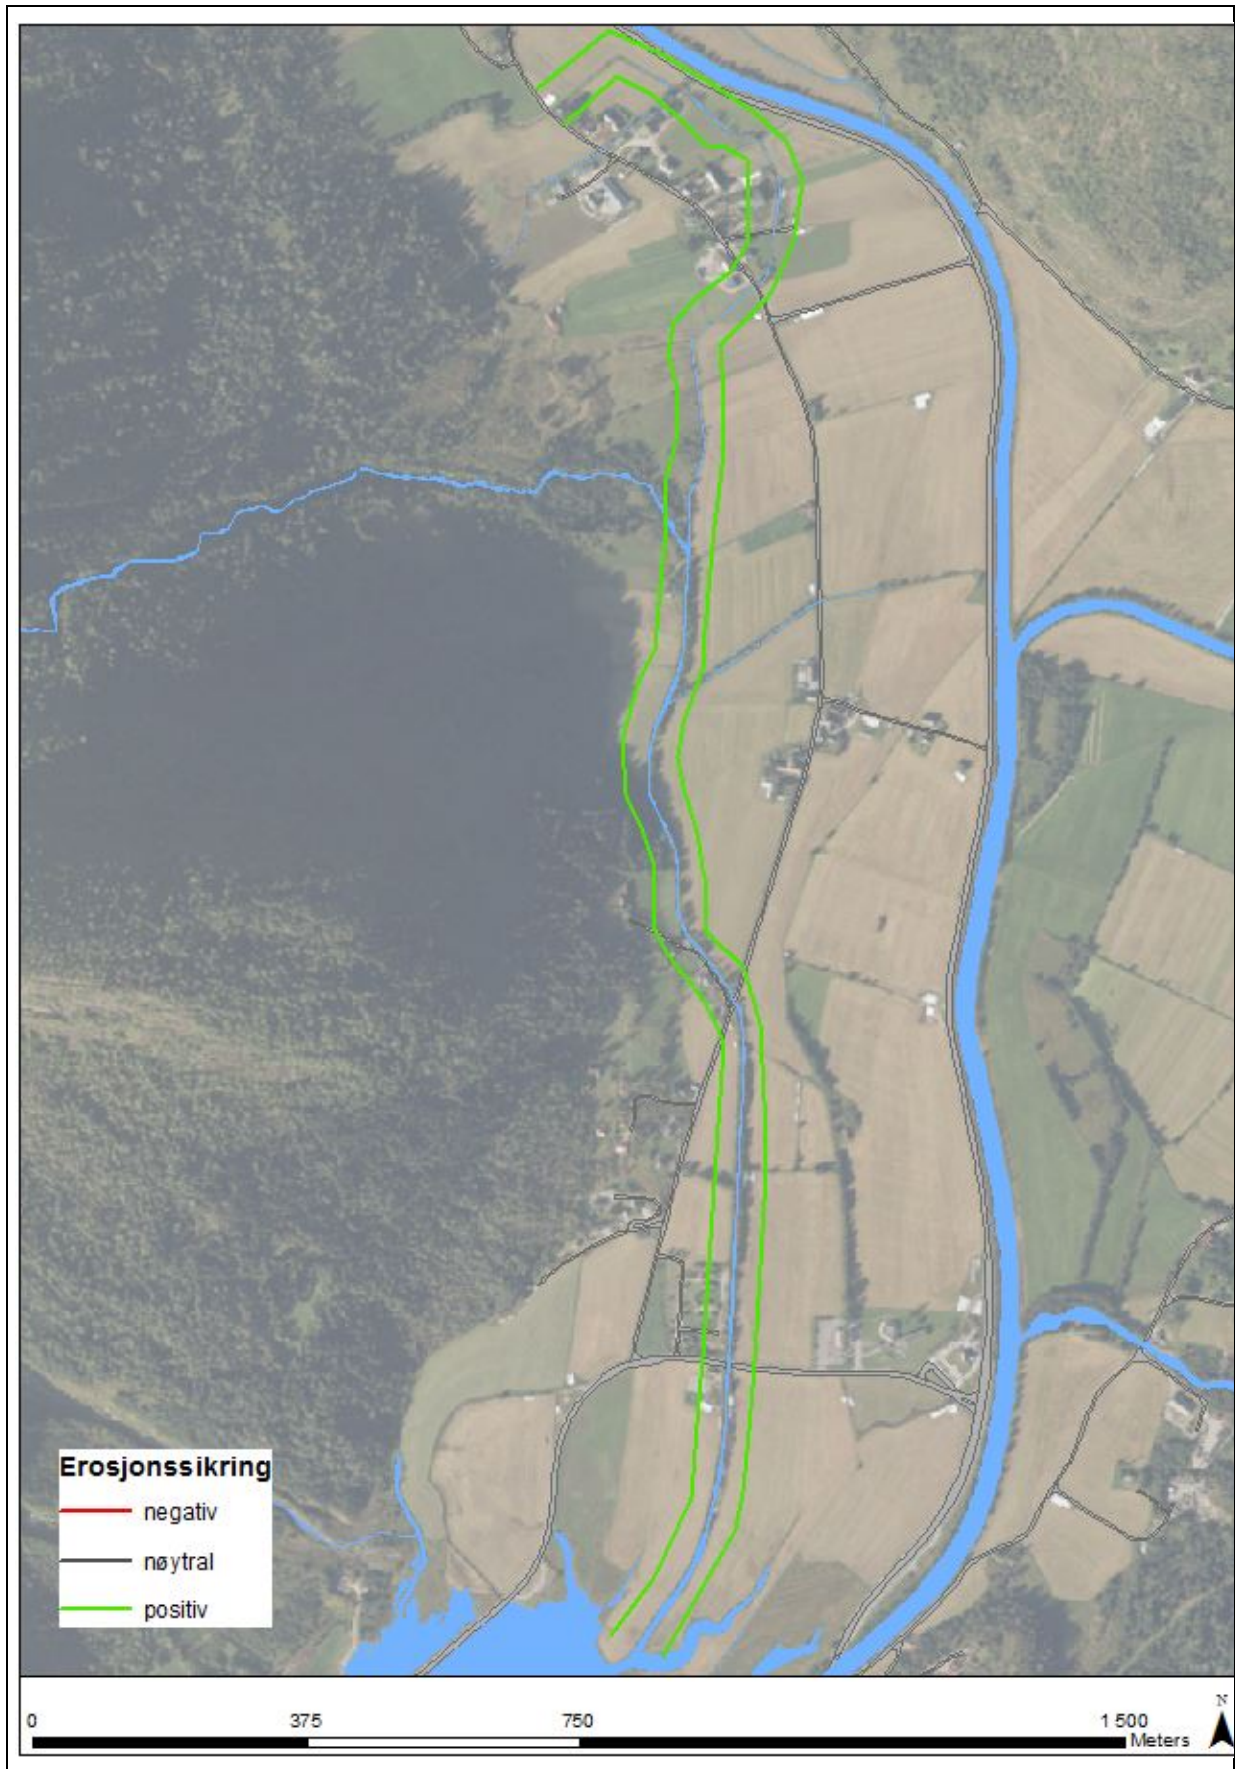 Erosjonssikring
negativ
nøytral
positiv
0 375 750 1 500
Meters
N